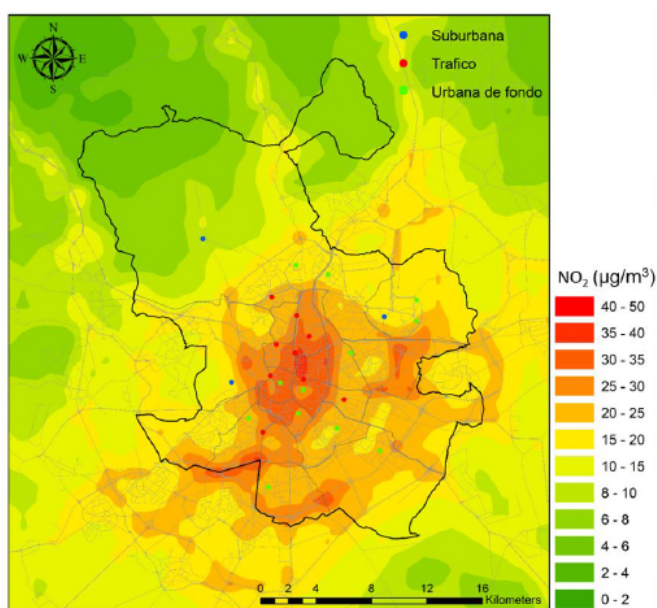 N
W E
S
Suburbana
Trafico
Urbana de fondo
NO₂ (µg/m³)
40 - 50
35 - 40
30 - 35
25 - 30
20 - 25
15 - 20
10 - 15
8 - 10
6 - 8
4 - 6
2 - 4
0 - 2
0 2 4 8 12 16
Kilometers